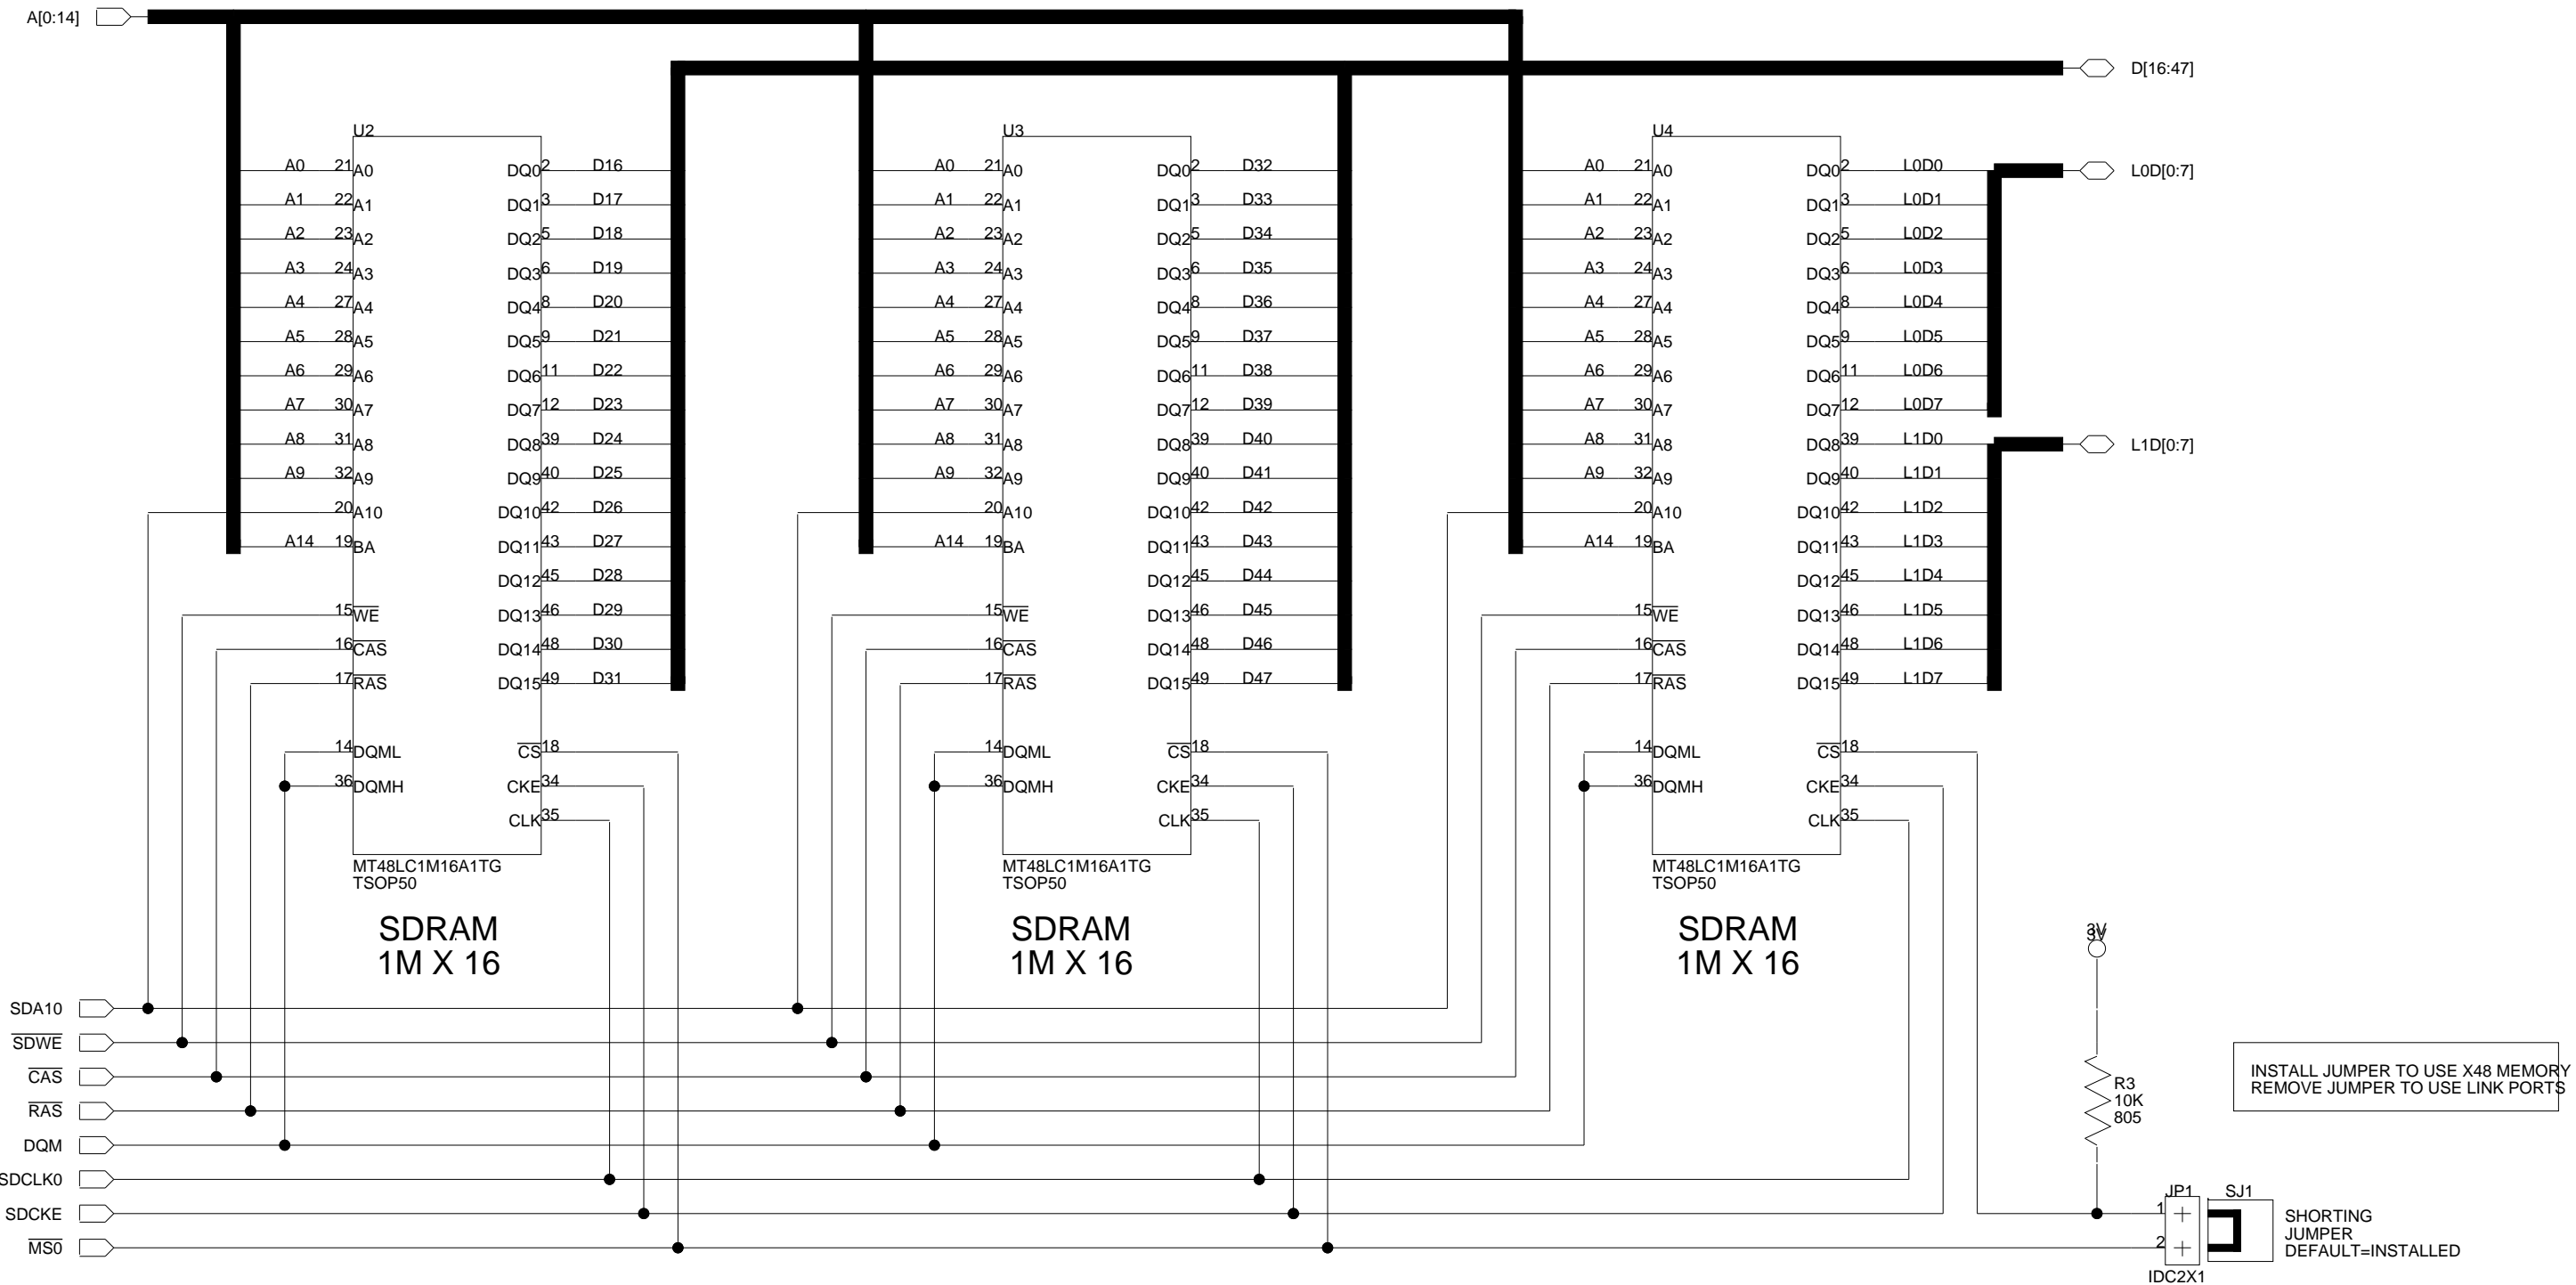 A[0:14]
D[16:47]
U2
A0 21 A0 DQ0 2 D16
A1 22 A1 DQ1 3 D17
A2 23 A2 DQ2 5 D18
A3 24 A3 DQ3 6 D19
A4 27 A4 DQ4 8 D20
A5 28 A5 DQ5 9 D21
A6 29 A6 DQ6 11 D22
A7 30 A7 DQ7 12 D23
A8 31 A8 DQ8 39 D24
A9 32 A9 DQ9 40 D25
20 A10 DQ10 42 D26
A14 19 BA DQ11 43 D27
DQ12 45 D28
15 WE DQ13 46 D29
16 CAS DQ14 48 D30
17 RAS DQ15 49 D31
14 DQML CS 18
36 DQMH CKE 34
CLK 35
MT48LC1M16A1TG
TSOP50
SDRAM
1M X 16
U3
A0 21 A0 DQ0 2 D32
A1 22 A1 DQ1 3 D33
A2 23 A2 DQ2 5 D34
A3 24 A3 DQ3 6 D35
A4 27 A4 DQ4 8 D36
A5 28 A5 DQ5 9 D37
A6 29 A6 DQ6 11 D38
A7 30 A7 DQ7 12 D39
A8 31 A8 DQ8 39 D40
A9 32 A9 DQ9 40 D41
20 A10 DQ10 42 D42
A14 19 BA DQ11 43 D43
DQ12 45 D44
15 WE DQ13 46 D45
16 CAS DQ14 48 D46
17 RAS DQ15 49 D47
14 DQML CS 18
36 DQMH CKE 34
CLK 35
MT48LC1M16A1TG
TSOP50
SDRAM
1M X 16
U4
A0 21 A0 DQ0 2 L0D0
A1 22 A1 DQ1 3 L0D1
A2 23 A2 DQ2 5 L0D2
A3 24 A3 DQ3 6 L0D3
A4 27 A4 DQ4 8 L0D4
A5 28 A5 DQ5 9 L0D5
A6 29 A6 DQ6 11 L0D6
A7 30 A7 DQ7 12 L0D7
A8 31 A8 DQ8 39 L1D0
A9 32 A9 DQ9 40 L1D1
20 A10 DQ10 42 L1D2
A14 19 BA DQ11 43 L1D3
DQ12 45 L1D4
15 WE DQ13 46 L1D5
16 CAS DQ14 48 L1D6
17 RAS DQ15 49 L1D7
14 DQML CS 18
36 DQMH CKE 34
CLK 35
MT48LC1M16A1TG
TSOP50
SDRAM
1M X 16
L0D[0:7]
L1D[0:7]
SDA10
SDWE
CAS
RAS
DQM
SDCLK0
SDCKE
MS0
3V
3V
R3
10K
805
INSTALL JUMPER TO USE X48 MEMORY
REMOVE JUMPER TO USE LINK PORTS
JP1 SJ1
1
2
IDC2X1
SHORTING
JUMPER
DEFAULT=INSTALLED